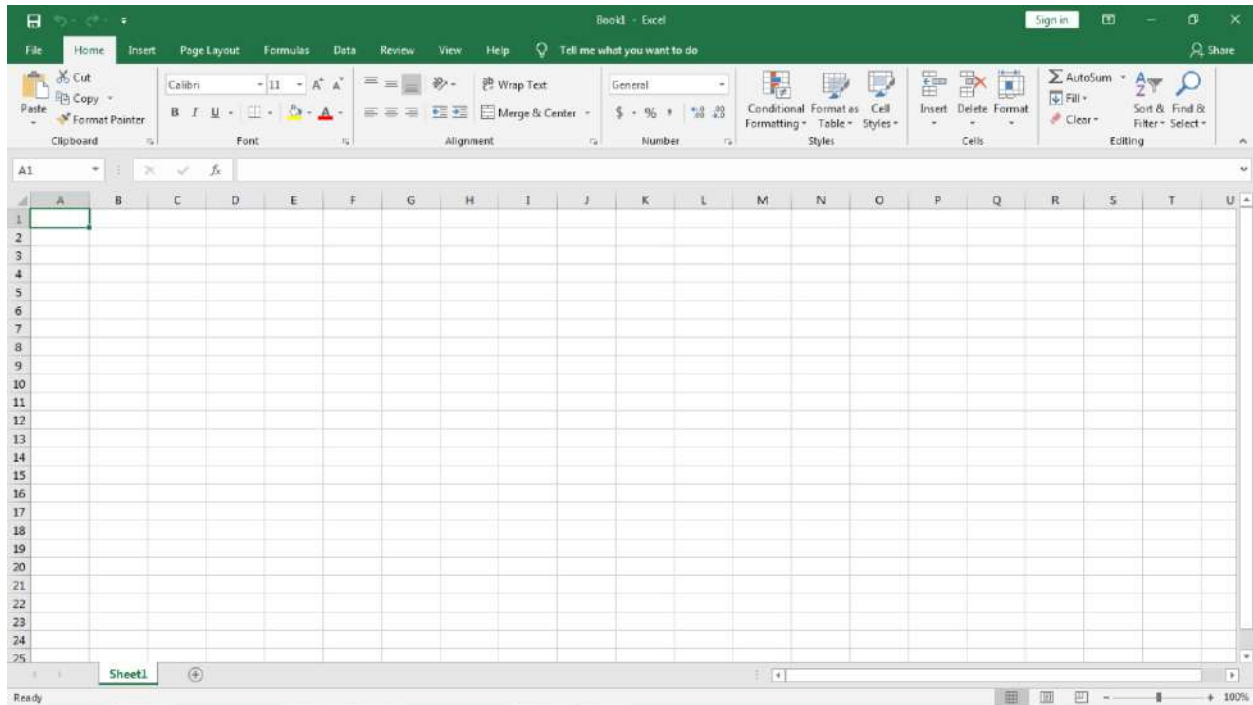 Book1 - Excel
Sign in
File Home Insert Page Layout Formulas Data Review View Help Tell me what you want to do Share
Paste
Cut
Copy
Format Painter
Clipboard
Calibri 11 A A
B I U A
Font
Wrap Text
Merge & Center
Alignment
General
$ % ,
Number
Conditional Formatting
Format as Table
Cell Styles
Styles
Insert Delete Format
Cells
AutoSum
Fill
Clear
Sort & Filter
Find & Select
Editing
A1 fx
A B C D E F G H I J K L M N O P Q R S T U
1
2
3
4
5
6
7
8
9
10
11
12
13
14
15
16
17
18
19
20
21
22
23
24
25
Sheet1
Ready 100%